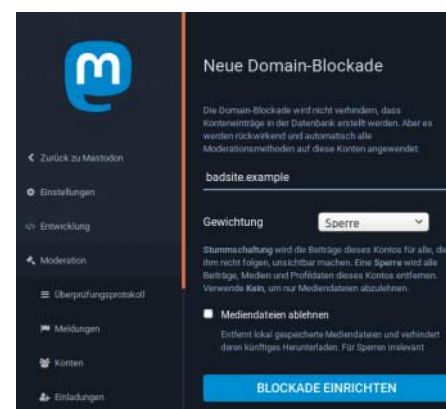 m
Neue Domain-Blockade
Die Domain-Blockade wird nicht verhindern, dass
Konteneinträge in der Datenbank erstellt werden. Aber es
werden rückwirkend und automatisch alle
Moderationsmethoden auf diese Konten angewendet.
badsite.example
Gewichtung
Sperre
Stummschaltung wird die Beiträge dieses Kontos für alle, die
ihm nicht folgen, unsichtbar machen. Eine Sperre wird alle
Beiträge, Medien und Profildaten dieses Kontos entfernen.
Verwende Kein, um nur Mediendateien abzulehnen.
Mediendateien ablehnen
Entfernt lokal gespeicherte Mediendateien und verhindert
deren künftiges Herunterladen. Für Sperren irrelevant
BLOCKADE EINRICHTEN
Zurück zu Mastodon
Einstellungen
Entwicklung
Moderation
Überprüfungsprotokoll
Meldungen
Konten
Einladungen